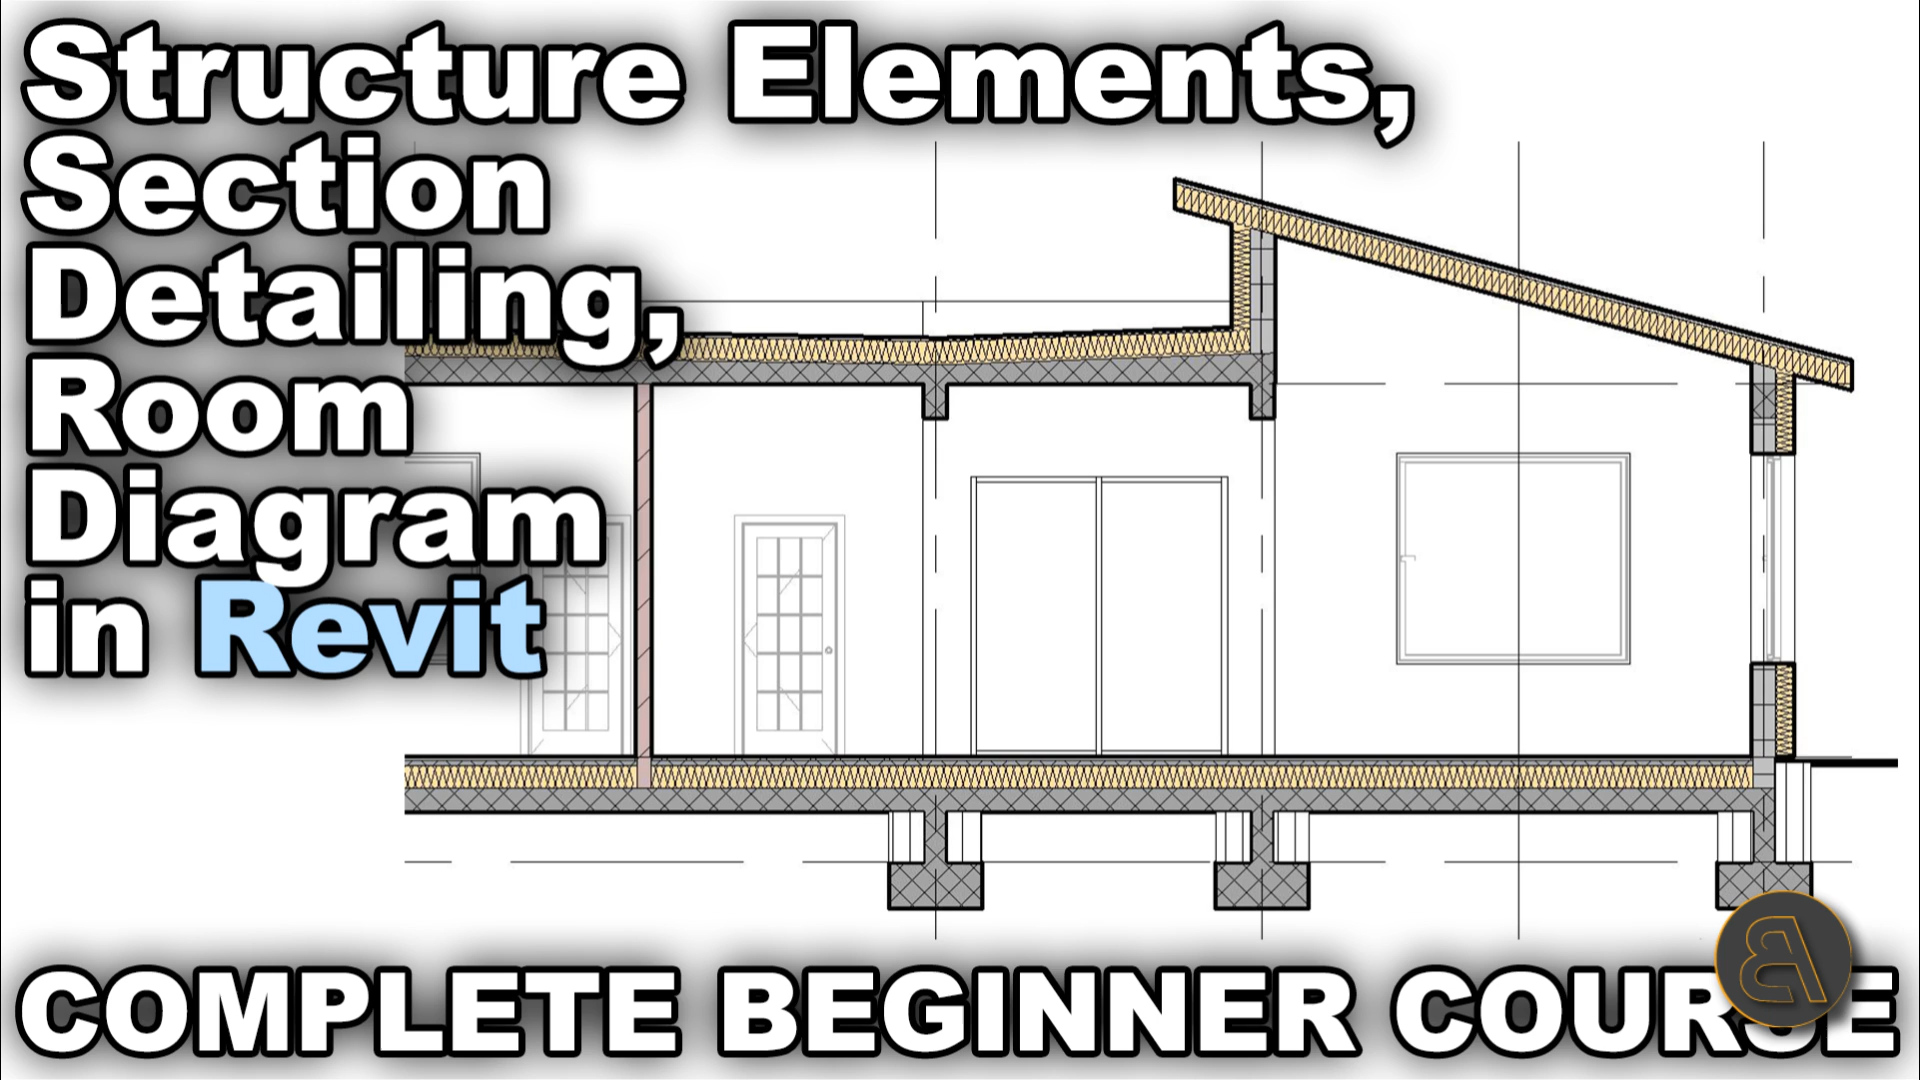 Structure Elements,
Section
Detailing,
Room
Diagram
in Revit
COMPLETE BEGINNER COURSE